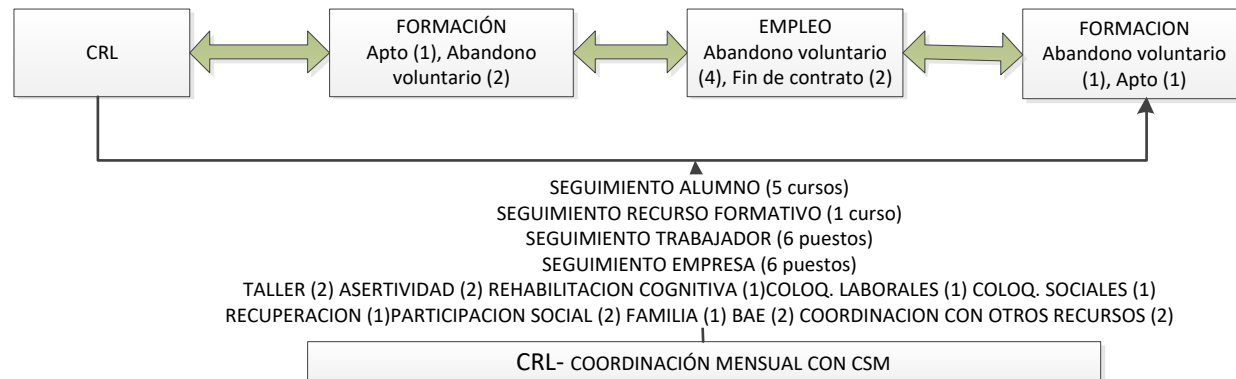 CRL
FORMACIÓN
Apto (1), Abandono
voluntario (2)
EMPLEO
Abandono voluntario
(4), Fin de contrato (2)
FORMACION
Abandono voluntario
(1), Apto (1)
SEGUIMIENTO ALUMNO (5 cursos)
SEGUIMIENTO RECURSO FORMATIVO (1 curso)
SEGUIMIENTO TRABAJADOR (6 puestos)
SEGUIMIENTO EMPRESA (6 puestos)
TALLER (2) ASERTIVIDAD (2) REHABILITACION COGNITIVA (1)COLOQ. LABORALES (1) COLOQ. SOCIALES (1)
RECUPERACION (1)PARTICIPACION SOCIAL (2) FAMILIA (1) BAE (2) COORDINACION CON OTROS RECURSOS (2)
CRL- COORDINACIÓN MENSUAL CON CSM